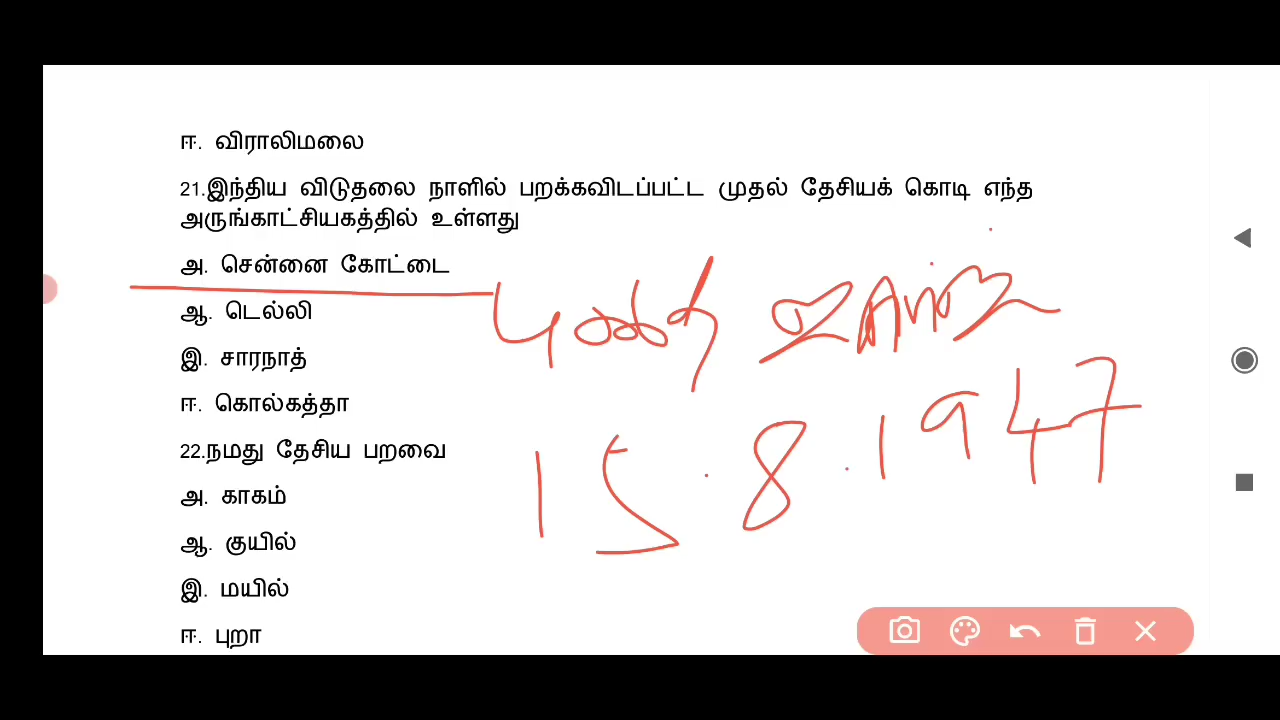 ஈ. விராலிமலை
21.இந்திய விடுதலை நாளில் பறக்கவிடப்பட்ட முதல் தேசியக் கொடி எந்த
அருங்காட்சியகத்தில் உள்ளது
அ. சென்னை கோட்டை
ஆ. டெல்லி
இ. சாரநாத்
ஈ. கொல்கத்தா
15.8.1947
22.நமது தேசிய பறவை
அ. காகம்
ஆ. குயில்
இ. மயில்
ஈ. புறா